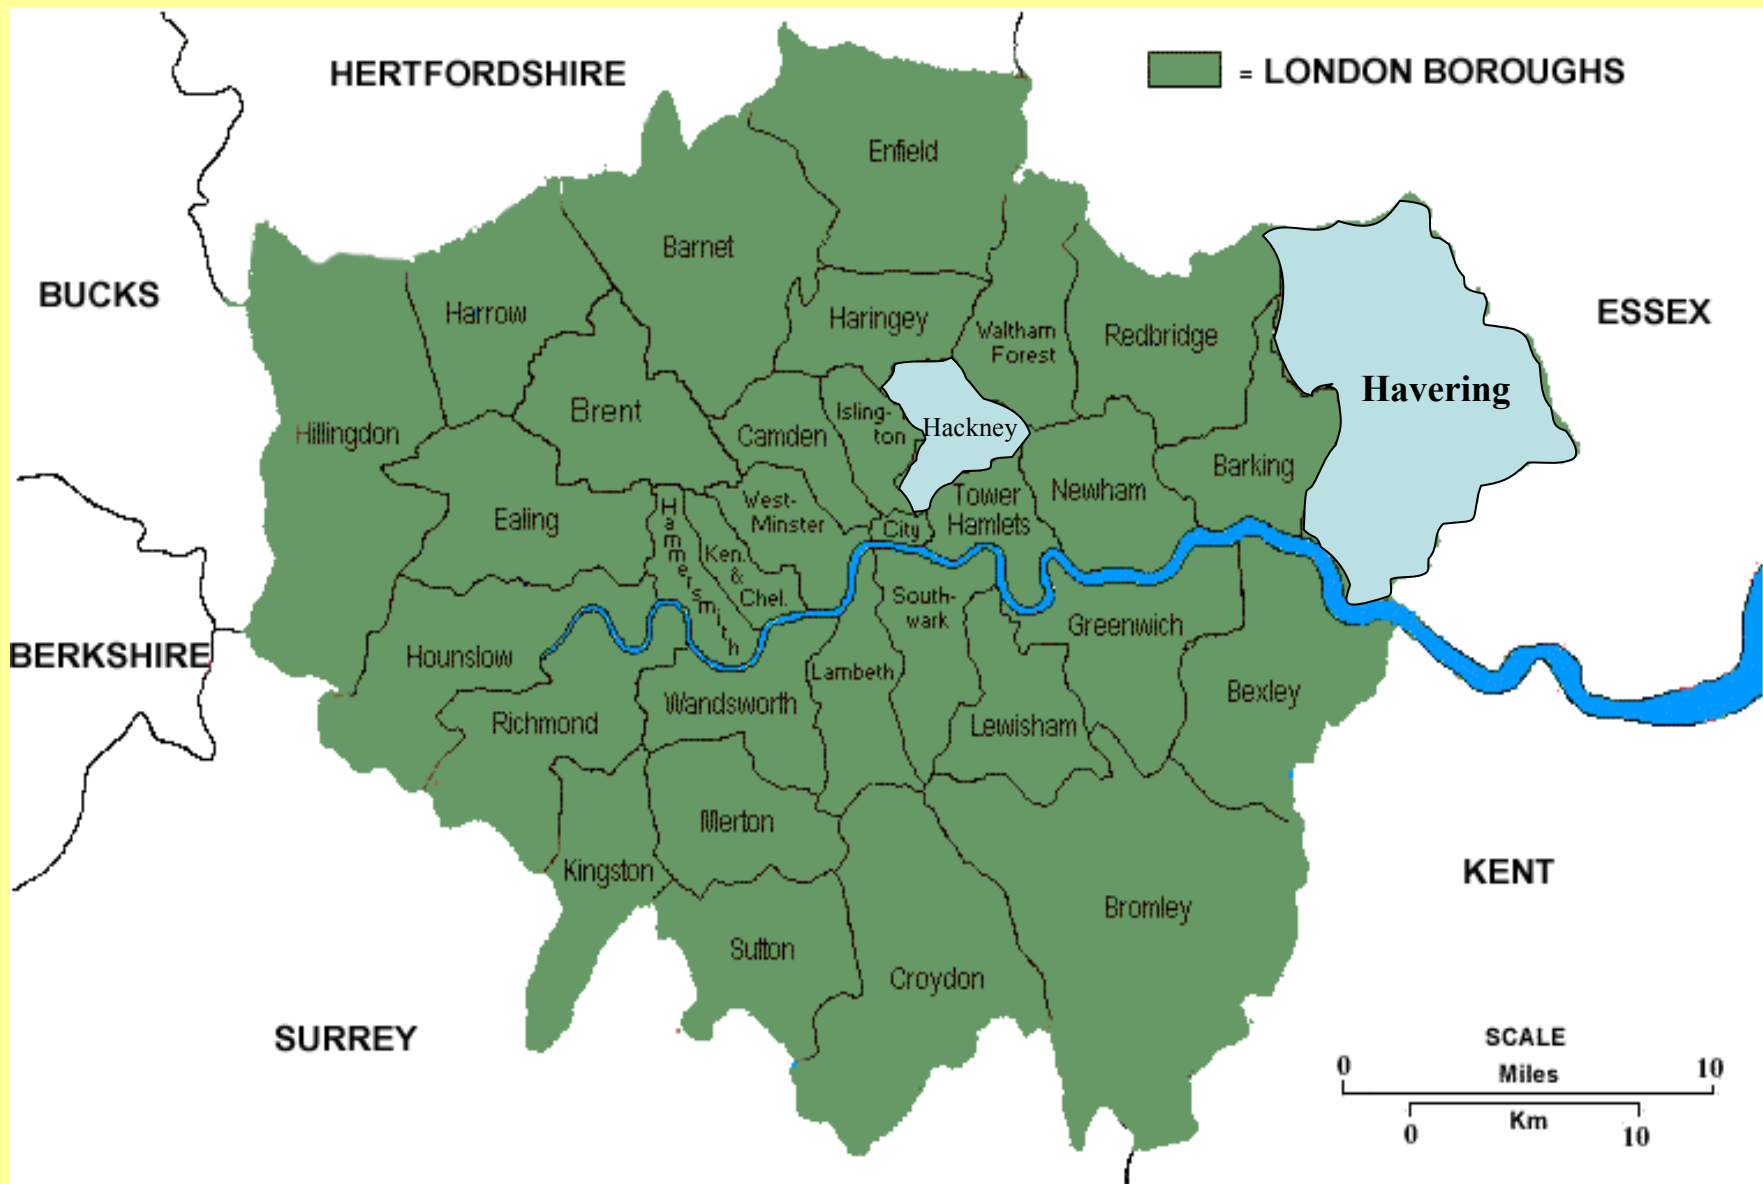 HERTFORDSHIRE
= LONDON BOROUGHS
Enfield
Barnet
BUCKS
Harrow
Haringey
Waltham
Forest
Redbridge
ESSEX
Havering
Brent
Hillingdon
Camden
Isling-
ton
Hackney
Barking
Newham
Tower
Hamlets
West-
Minster
City
Ealing
Hammersmith
Ken.
&
Chel.
South-
wark
Greenwich
BERKSHIRE
Hounslow
Lambeth
Bexley
Richmond
Wandsworth
Lewisham
Merton
Kingston
KENT
Bromley
Sutton
Croydon
SURREY
SCALE
0 Miles 10
Km
0 10